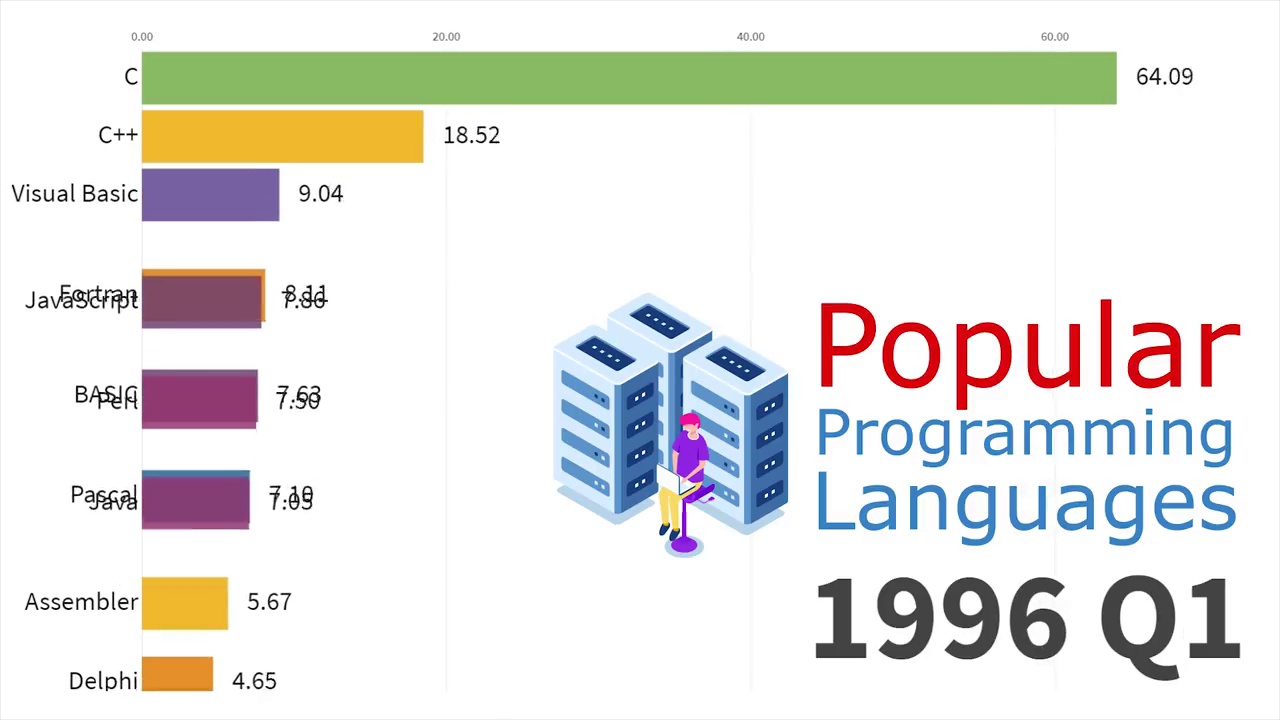 0.00 20.00 40.00 60.00
C 64.09
C++ 18.52
Visual Basic 9.04
Fortran 8.11
JavaScript
BASIC 7.63
Perl 7.50
Pascal 7.10
Java 7.05
Assembler 5.67
Delphi 4.65
Popular
Programming
Languages
1996 Q1